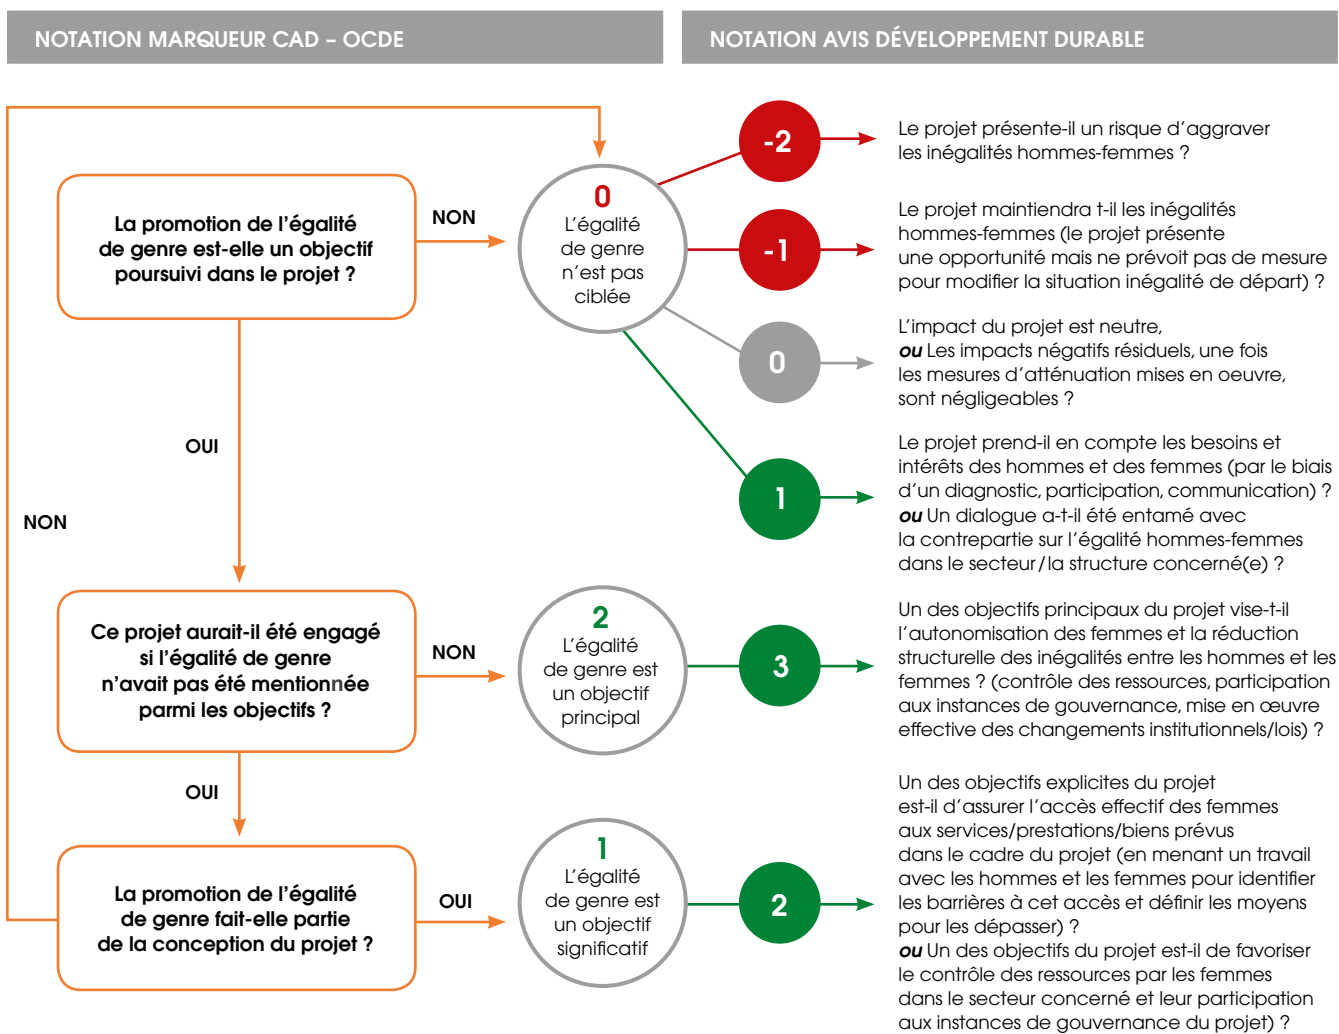 NOTATION MARQUEUR CAD – OCDE
NOTATION AVIS DÉVELOPPEMENT DURABLE
La promotion de l'égalité
de genre est-elle un objectif
poursuivi dans le projet ?
NON
0
L'égalité
de genre
n'est pas
ciblée
-2
Le projet présente-il un risque d'aggraver
les inégalités hommes-femmes ?
-1
Le projet maintiendra t-il les inégalités
hommes-femmes (le projet présente
une opportunité mais ne prévoit pas de mesure
pour modifier la situation inégalité de départ) ?
0
L'impact du projet est neutre,
ou Les impacts négatifs résiduels, une fois
les mesures d'atténuation mises en oeuvre,
sont négligeables ?
1
Le projet prend-il en compte les besoins et
intérêts des hommes et des femmes (par le biais
d'un diagnostic, participation, communication) ?
ou Un dialogue a-t-il été entamé avec
la contrepartie sur l'égalité hommes-femmes
dans le secteur/la structure concerné(e) ?
OUI
NON
Ce projet aurait-il été engagé
si l'égalité de genre
n'avait pas été mentionnée
parmi les objectifs ?
NON
2
L'égalité
de genre est
un objectif
principal
3
Un des objectifs principaux du projet vise-t-il
l'autonomisation des femmes et la réduction
structurelle des inégalités entre les hommes et les
femmes ? (contrôle des ressources, participation
aux instances de gouvernance, mise en œuvre
effective des changements institutionnels/lois) ?
OUI
La promotion de l'égalité
de genre fait-elle partie
de la conception du projet ?
OUI
1
L'égalité
de genre est
un objectif
significatif
2
Un des objectifs explicites du projet
est-il d'assurer l'accès effectif des femmes
aux services/prestations/biens prévus
dans le cadre du projet (en menant un travail
avec les hommes et les femmes pour identifier
les barrières à cet accès et définir les moyens
pour les dépasser) ?
ou Un des objectifs du projet est-il de favoriser
le contrôle des ressources par les femmes
dans le secteur concerné et leur participation
aux instances de gouvernance du projet) ?